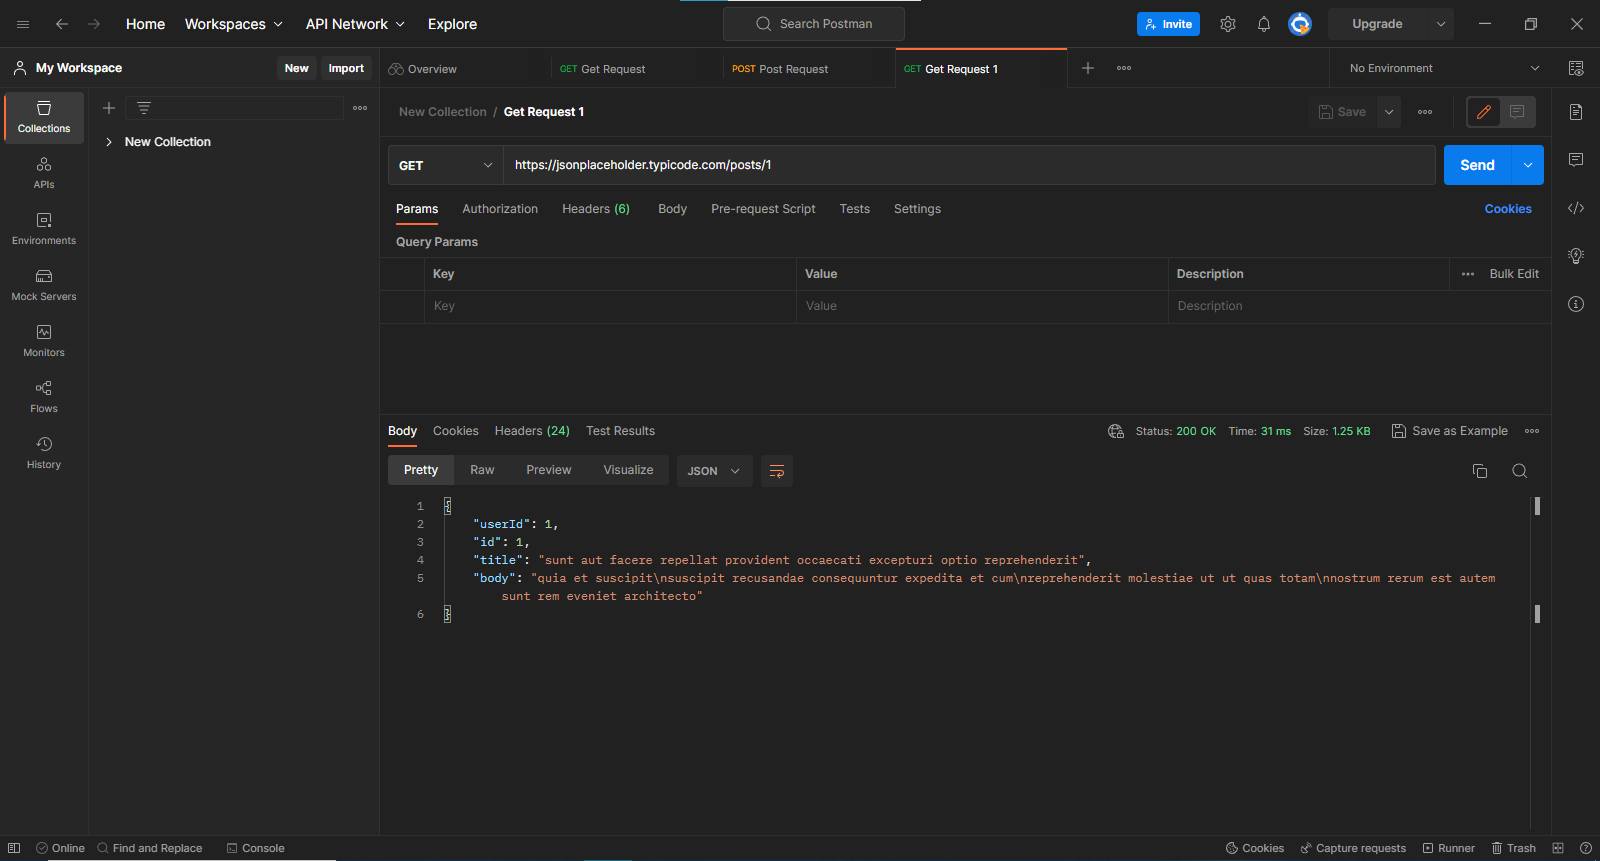 Home Workspaces API Network Explore Search Postman Invite Upgrade
My Workspace New Import Overview GET Get Request POST Post Request GET Get Request 1 No Environment
Collections
APIs
Environments
Mock Servers
Monitors
Flows
History
New Collection
New Collection / Get Request 1 Save
GET https://jsonplaceholder.typicode.com/posts/1 Send
Params Authorization Headers (6) Body Pre-request Script Tests Settings Cookies
Query Params
Key Value Description Bulk Edit
Key Value Description
Body Cookies Headers (24) Test Results Status: 200 OK Time: 31 ms Size: 1.25 KB Save as Example
Pretty Raw Preview Visualize JSON
1 {
2 "userId": 1,
3 "id": 1,
4 "title": "sunt aut facere repellat provident occaecati excepturi optio reprehenderit",
5 "body": "quia et suscipit\nsuscipit recusandae consequuntur expedita et cum\nreprehenderit molestiae ut ut quas totam\nnostrum rerum est autem
sunt rem eveniet architecto"
6 }
Online Find and Replace Console Cookies Capture requests Runner Trash